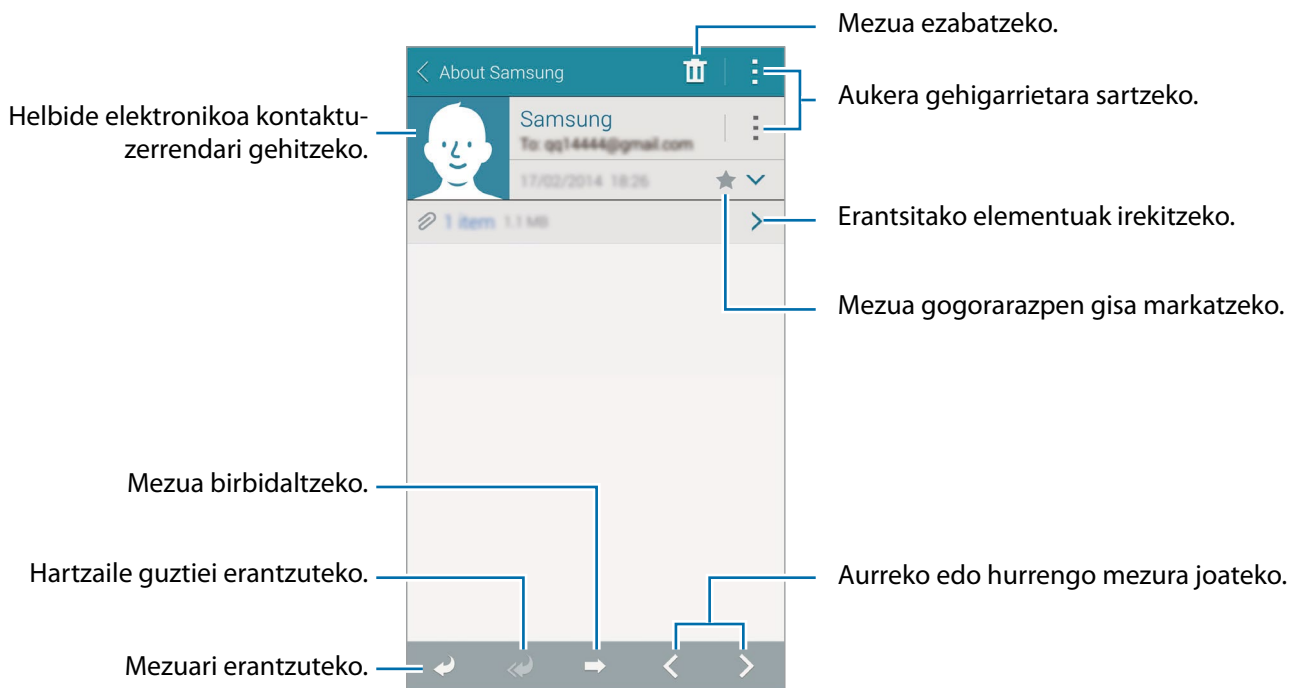 Mezua ezabatzeko.
About Samsung
Aukera gehigarrietara sartzeko.
Helbide elektronikoa kontaktu-
zerrendari gehitzeko.
Samsung
To: qq14444@gmail.com
17/02/2014 18:26
1 item 1.1 MB
Erantsitako elementuak irekitzeko.
Mezua gogorarazpen gisa markatzeko.
Mezua birbidaltzeko.
Hartzaile guztiei erantzuteko.
Aurreko edo hurrengo mezura joateko.
Mezuari erantzuteko.